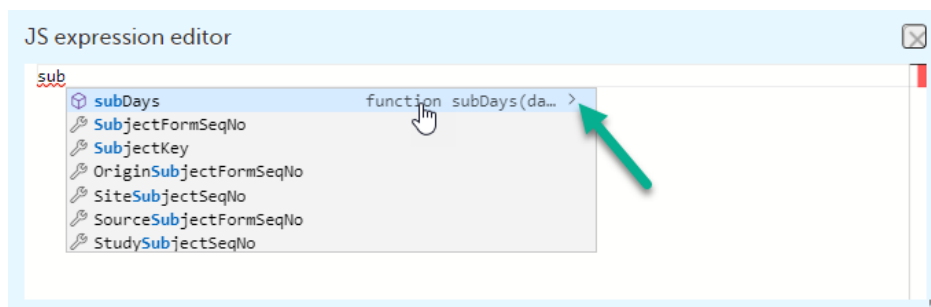 JS expression editor
sub
subDays function subDays(da… >
SubjectFormSeqNo
SubjectKey
OriginSubjectFormSeqNo
SiteSubjectSeqNo
SourceSubjectFormSeqNo
StudySubjectSeqNo